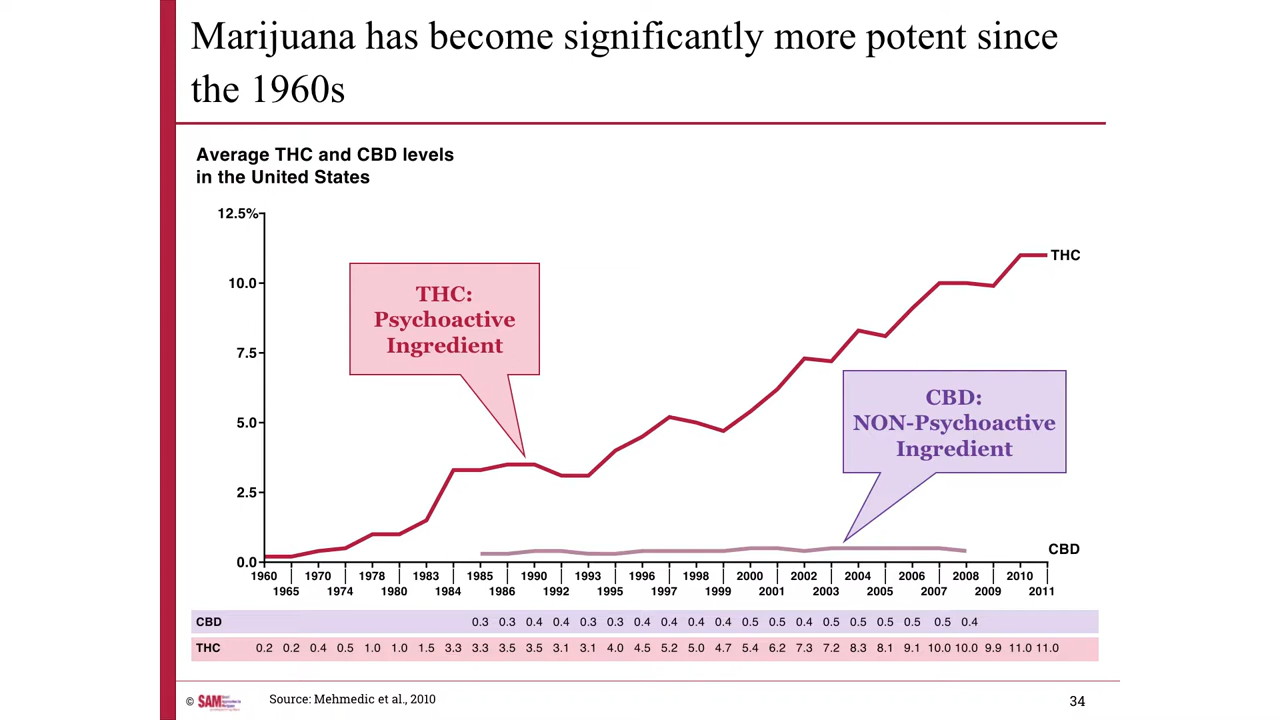 Marijuana has become significantly more potent since
the 1960s
Average THC and CBD levels
in the United States
12.5%
10.0
7.5
5.0
2.5
0.0
THC:
Psychoactive
Ingredient
THC
CBD:
NON-Psychoactive
Ingredient
CBD
1960 1970 1978 1983 1985 1990 1993 1996 1998 2000 2002 2004 2006 2008 2010
1965 1974 1980 1984 1986 1992 1995 1997 1999 2001 2003 2005 2007 2009 2011
CBD 0.3 0.3 0.4 0.4 0.3 0.3 0.4 0.4 0.4 0.4 0.5 0.5 0.4 0.5 0.5 0.5 0.5 0.5 0.4
THC 0.2 0.2 0.4 0.5 1.0 1.0 1.5 3.3 3.3 3.5 3.5 3.1 3.1 4.0 4.5 5.2 5.0 4.7 5.4 6.2 7.3 7.2 8.3 8.1 9.1 10.0 10.0 9.9 11.0 11.0
© SAM
Source: Mehmedic et al., 2010
34